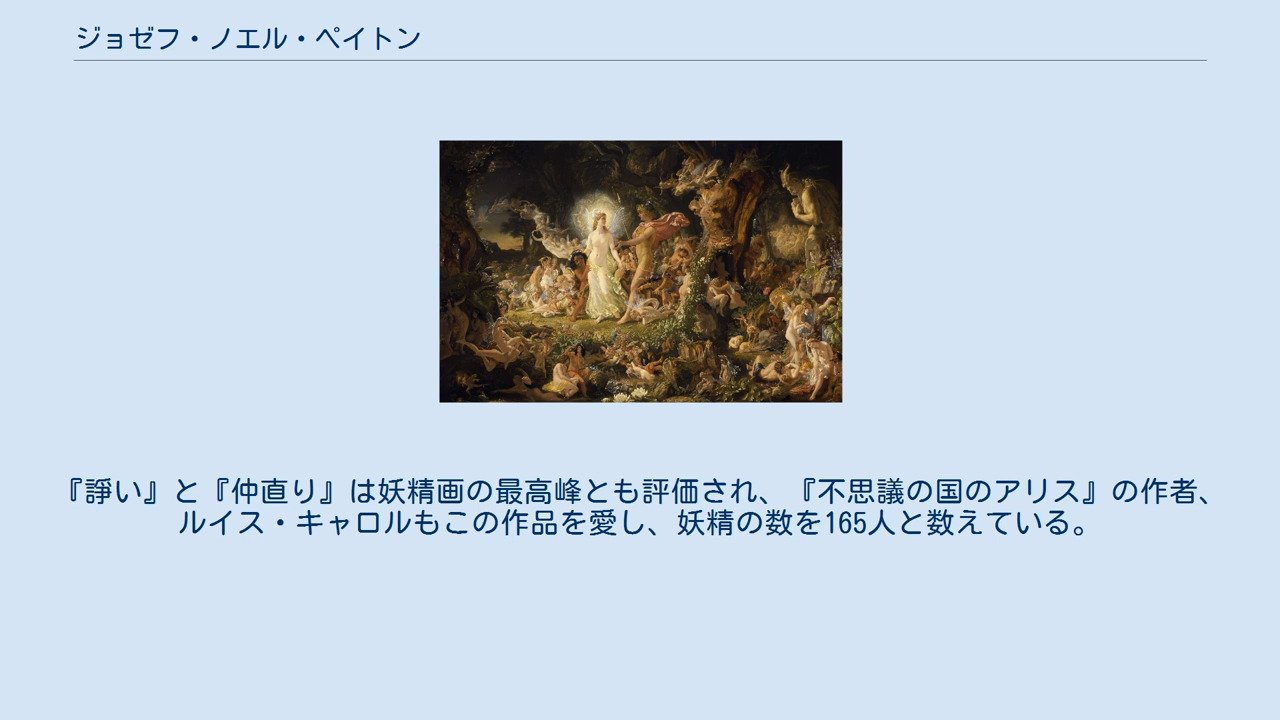 ジョゼフ・ノエル・ペイトン
『諍い』と『仲直り』は妖精画の最高峰とも評価され、『不思議の国のアリス』の作者、
ルイス・キャロルもこの作品を愛し、妖精の数を165人と数えている。